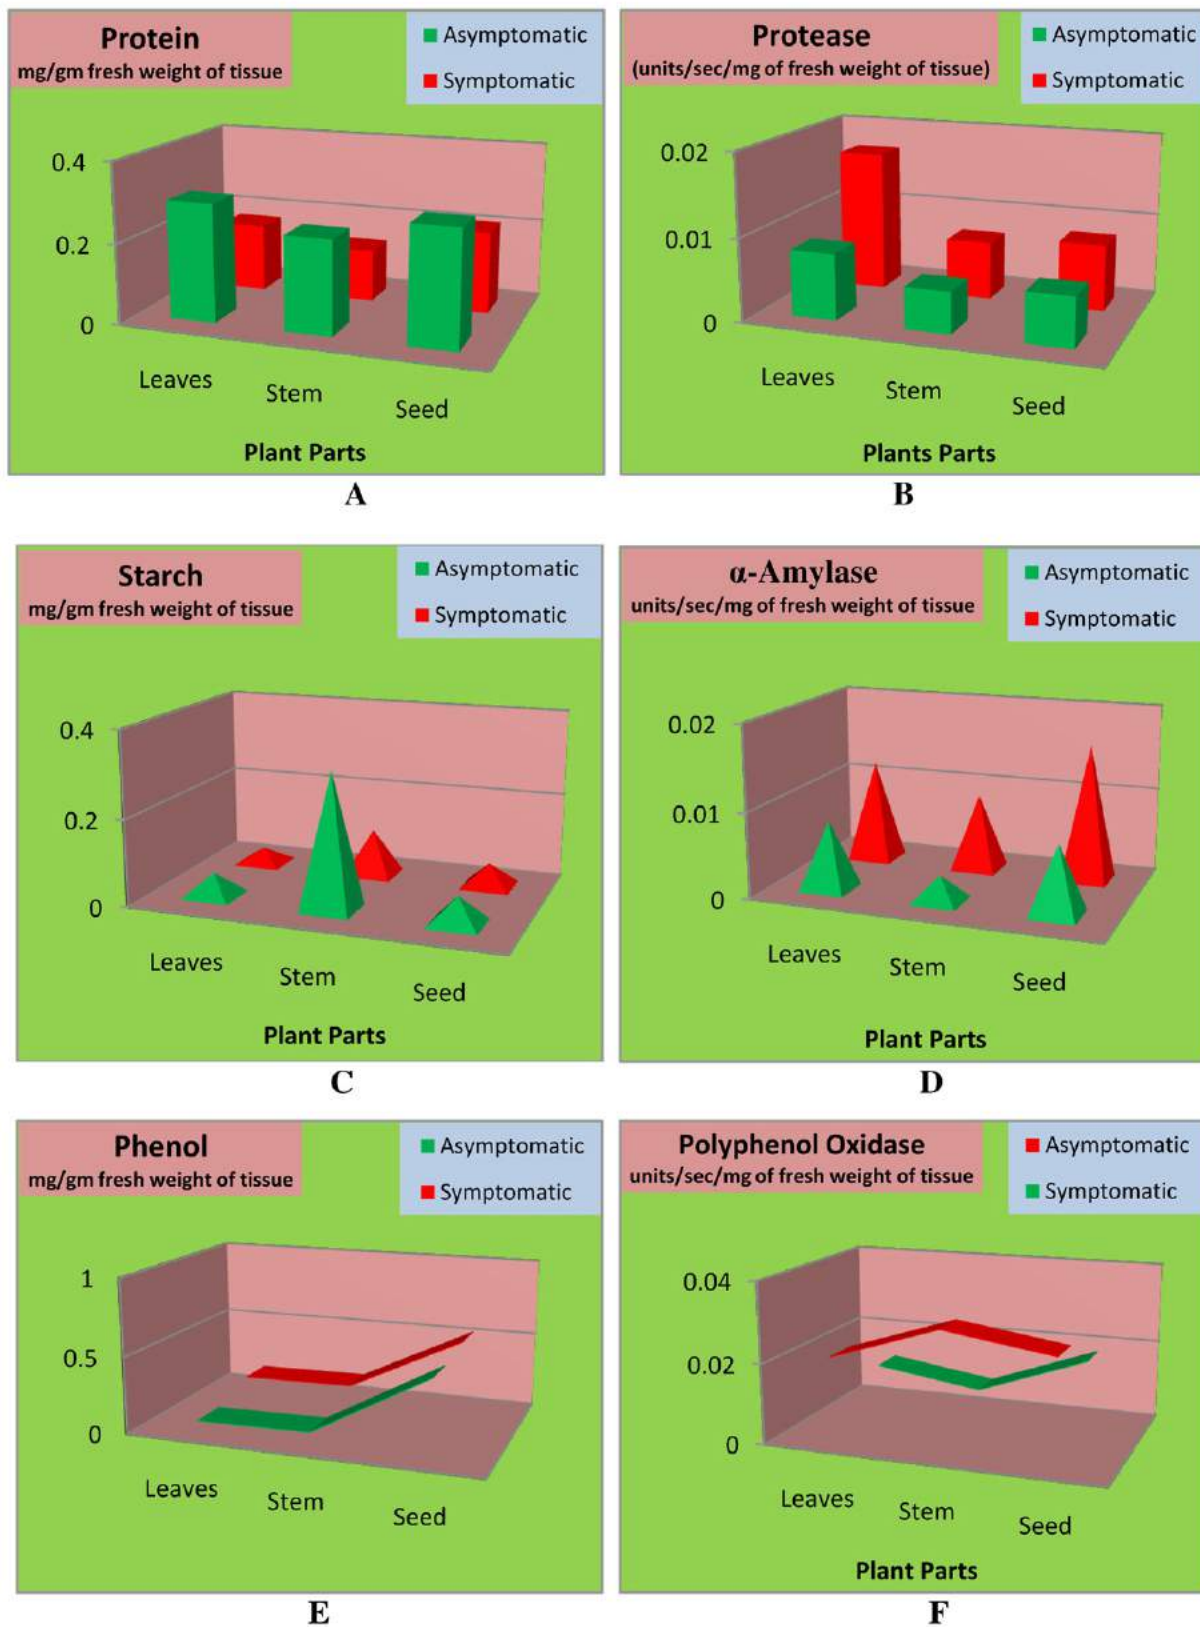 Protein
mg/gm fresh weight of tissue
Asymptomatic
Symptomatic
0.4
0.2
0
Leaves
Stem
Seed
Plant Parts
A
Protease
(units/sec/mg of fresh weight of tissue)
Asymptomatic
Symptomatic
0.02
0.01
0
Leaves
Stem
Seed
Plants Parts
B
Starch
mg/gm fresh weight of tissue
Asymptomatic
Symptomatic
0.4
0.2
0
Leaves
Stem
Seed
Plant Parts
C
α-Amylase
units/sec/mg of fresh weight of tissue
Asymptomatic
Symptomatic
0.02
0.01
0
Leaves
Stem
Seed
Plant Parts
D
Phenol
mg/gm fresh weight of tissue
Asymptomatic
Symptomatic
1
0.5
0
Leaves
Stem
Seed
E
Polyphenol Oxidase
units/sec/mg of fresh weight of tissue
Asymptomatic
Symptomatic
0.04
0.02
0
Leaves
Stem
Seed
Plant Parts
F